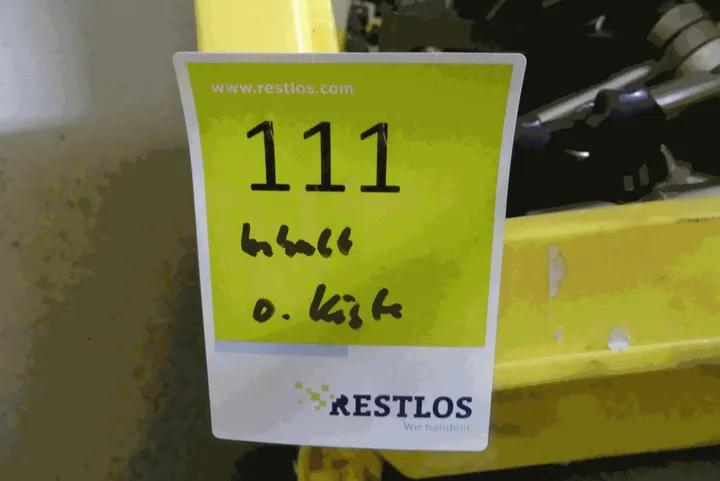 www.restlos.com
111
Inhalt
o. Kiste
RESTLOS
Wir handeln